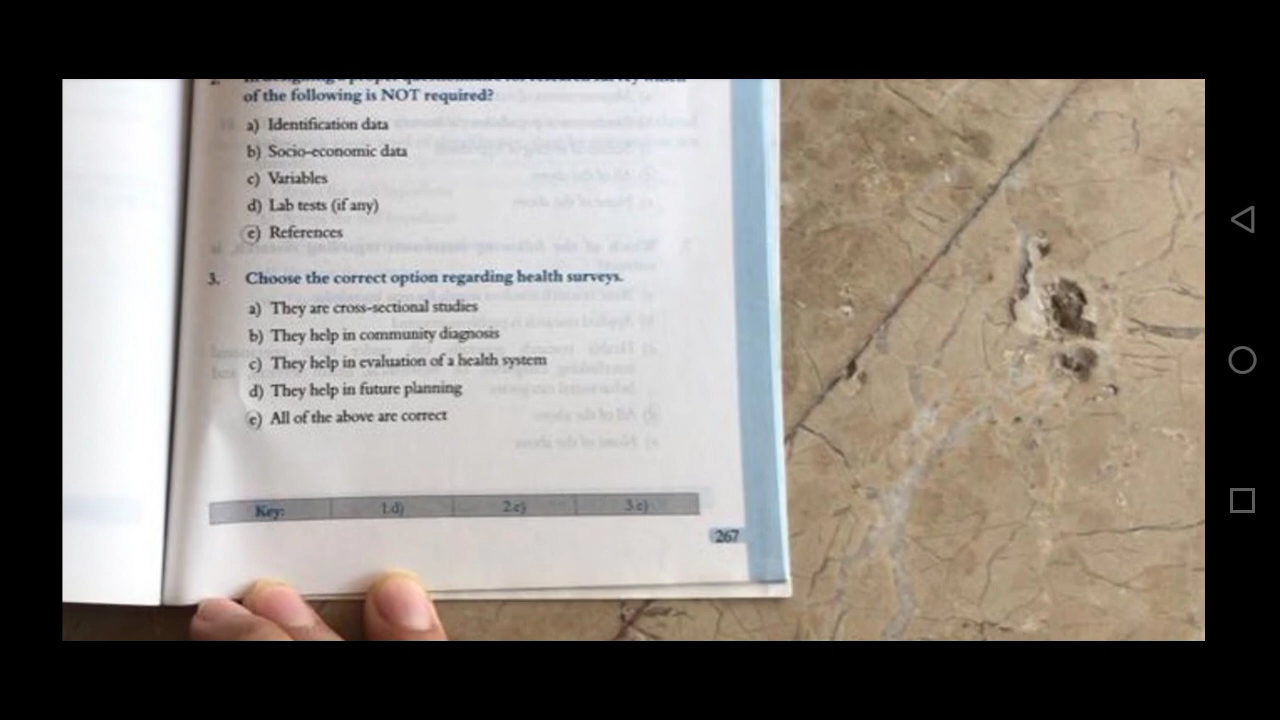 of the following is NOT required?
a) Identification data
b) Socio-economic data
c) Variables
d) Lab tests (if any)
e) References
3. Choose the correct option regarding health surveys.
a) They are cross-sectional studies
b) They help in community diagnosis
c) They help in evaluation of a health system
d) They help in future planning
e) All of the above are correct
Key: 1.d) 2.e) 3.e)
267